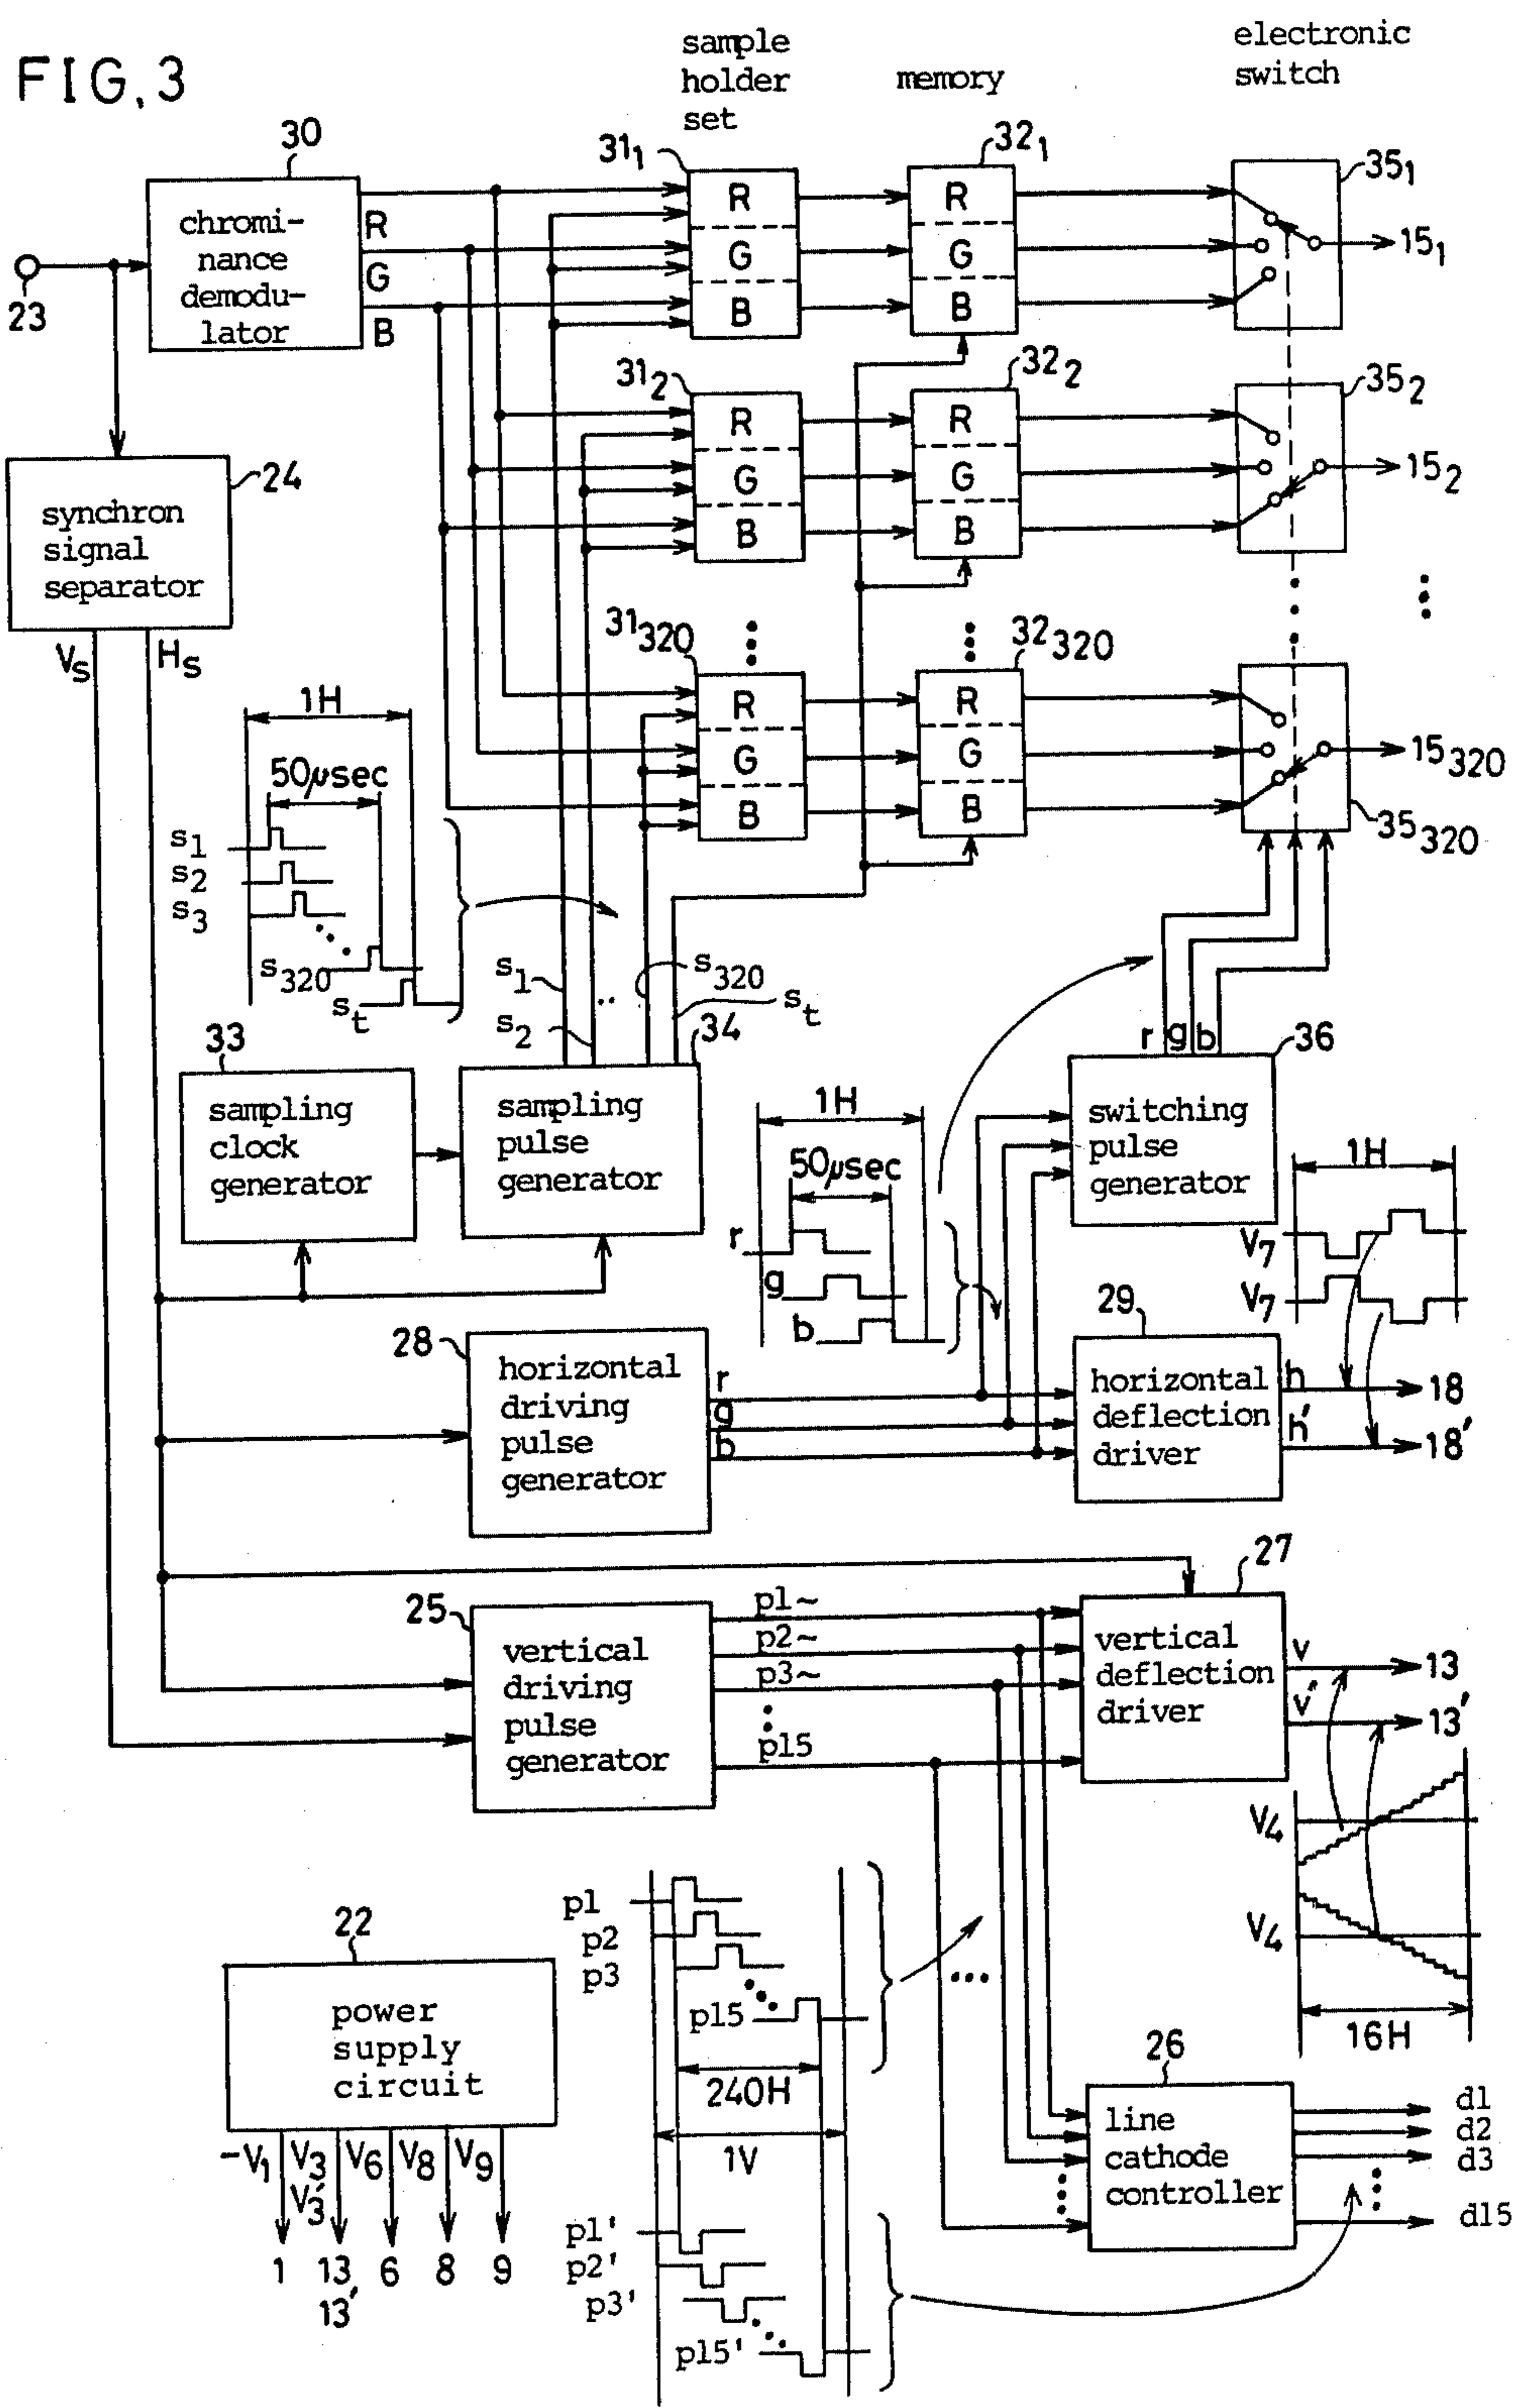 FIG. 3
sample
holder
set
memory
electronic
switch
30
chromi-
nance
demodu-
lator
R
G
B
23
31₁
R
G
B
32₁
R
G
B
35₁
15₁
31₂
R
G
B
32₂
R
G
B
35₂
15₂
24
synchron
signal
separator
Vs
Hs
31₃₂₀
R
G
B
32₃₂₀
R
G
B
15₃₂₀
35₃₂₀
1H
50μsec
s₁
s₂
s₃
s₃₂₀
sₜ
s₁
s₂
s₃₂₀
sₜ
33
sampling
clock
generator
34
sampling
pulse
generator
r g b
36
switching
pulse
generator
1H
50μsec
r
g
b
1H
V₇
V₇
28
horizontal
driving
pulse
generator
r
g
b
29
horizontal
deflection
driver
h
h'
18
18'
25
vertical
driving
pulse
generator
p1~
p2~
p3~
p15
27
vertical
deflection
driver
v
v'
13
13'
V₄
V₄
16H
p1
p2
p3
p15
240H
1V
p1'
p2'
p3'
p15'
22
power
supply
circuit
-V₁
V₃
V₃'
V₆
V₈
V₉
1
13
13'
6
8
9
26
line
cathode
controller
d1
d2
d3
d15